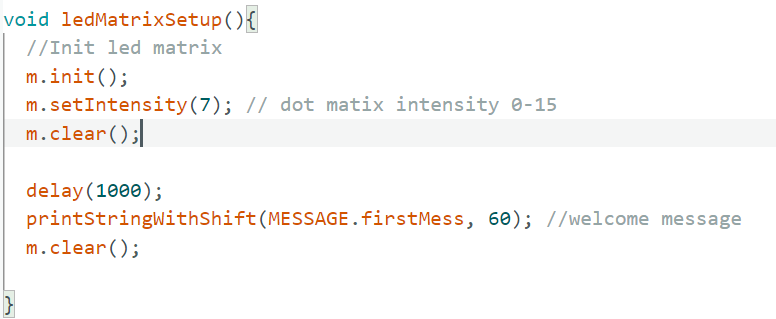 void ledMatrixSetup(){
//Init led matrix
m.init();
m.setIntensity(7); // dot matix intensity 0-15
m.clear();
delay(1000);
printStringWithShift(MESSAGE.firstMess, 60); //welcome message
m.clear();
}